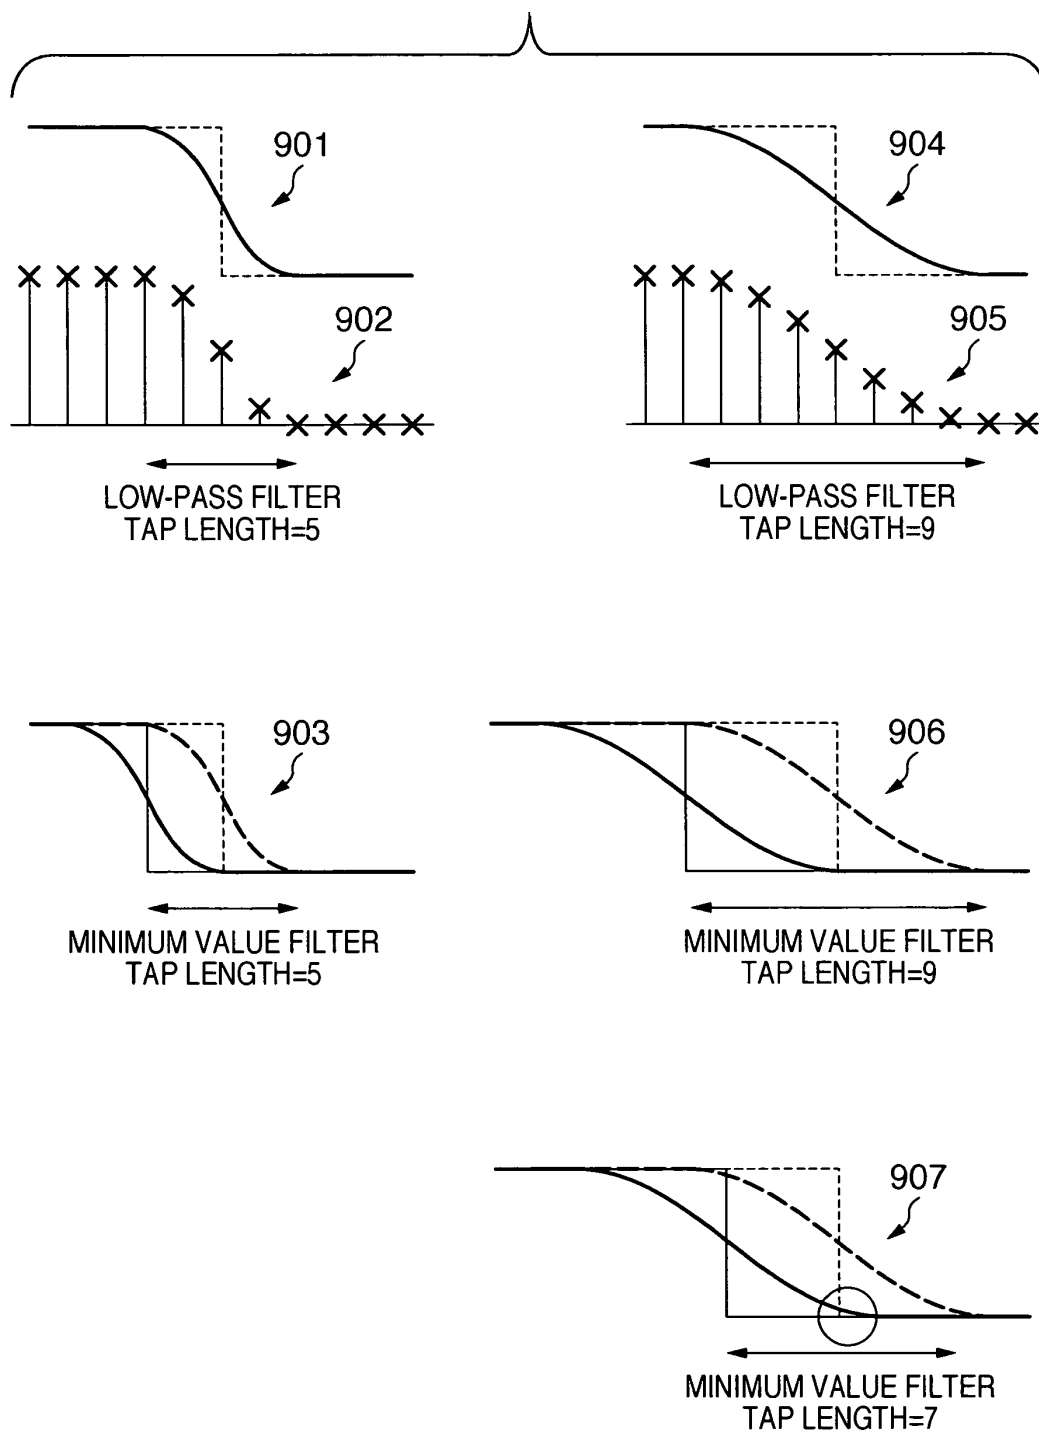 901
904
902
905
LOW-PASS FILTER
TAP LENGTH=5
LOW-PASS FILTER
TAP LENGTH=9
903
906
MINIMUM VALUE FILTER
TAP LENGTH=5
MINIMUM VALUE FILTER
TAP LENGTH=9
907
MINIMUM VALUE FILTER
TAP LENGTH=7